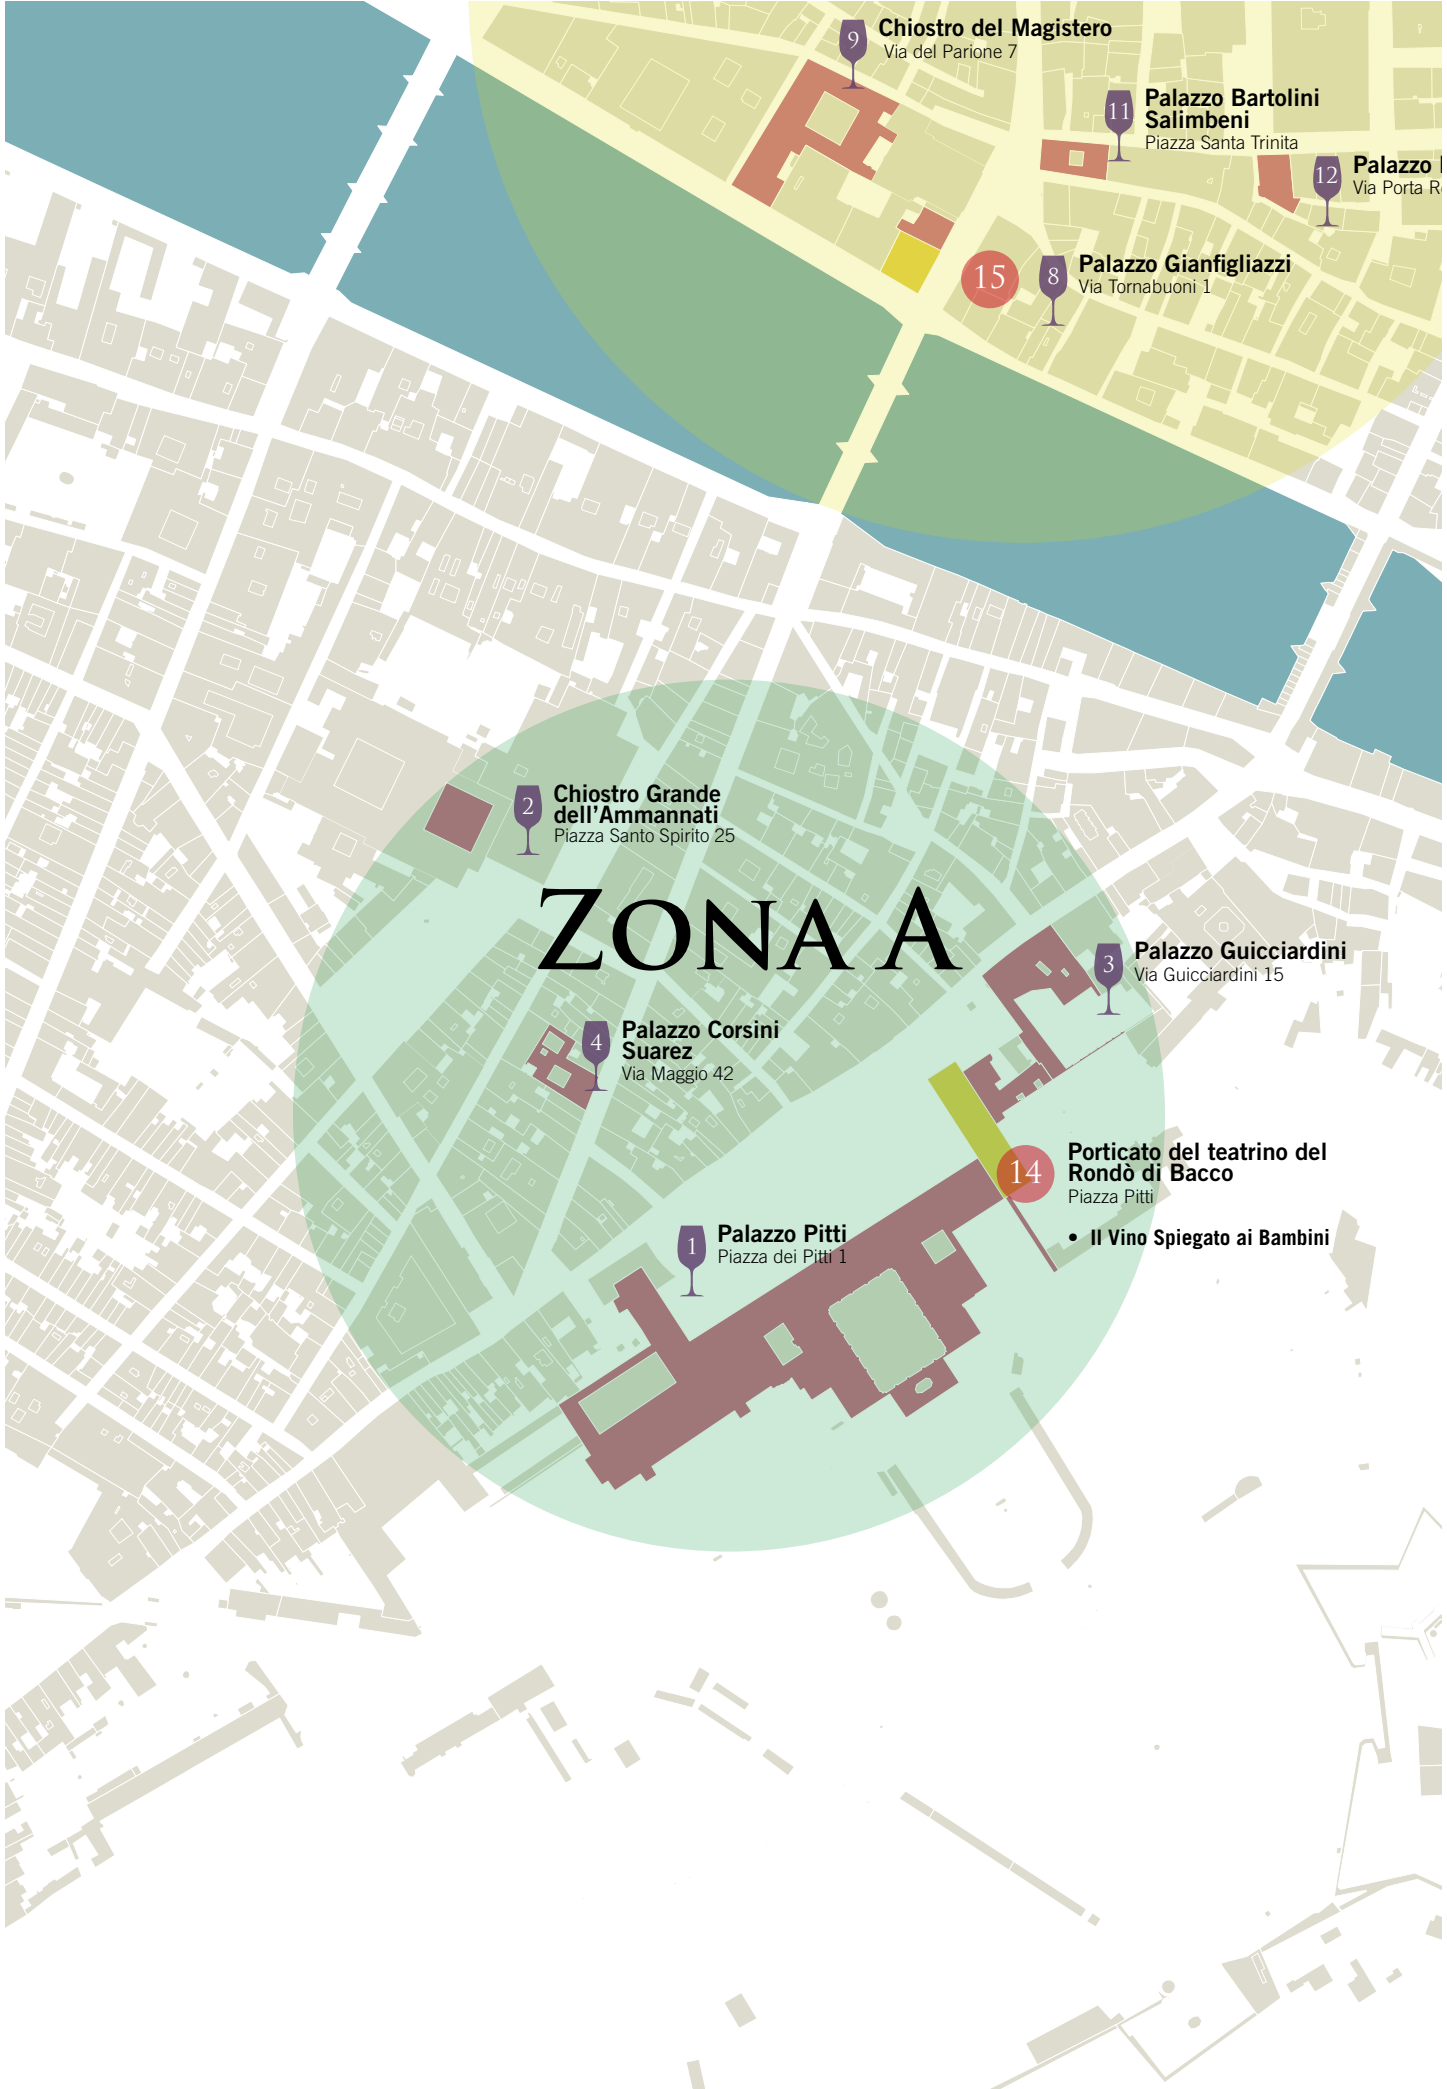 9
Chiostro del Magistero
Via del Parione 7
11
Palazzo Bartolini
Salimbeni
Piazza Santa Trinita
12
Palazzo
Via Porta
15
8
Palazzo Gianfigliazzi
Via Tornabuoni 1
2
Chiostro Grande
dell'Ammannati
Piazza Santo Spirito 25
ZONA A
3
Palazzo Guicciardini
Via Guicciardini 15
4
Palazzo Corsini
Suarez
Via Maggio 42
14
Porticato del teatrino del
Rondò di Bacco
Piazza Pitti
• Il Vino Spiegato ai Bambini
1
Palazzo Pitti
Piazza dei Pitti 1